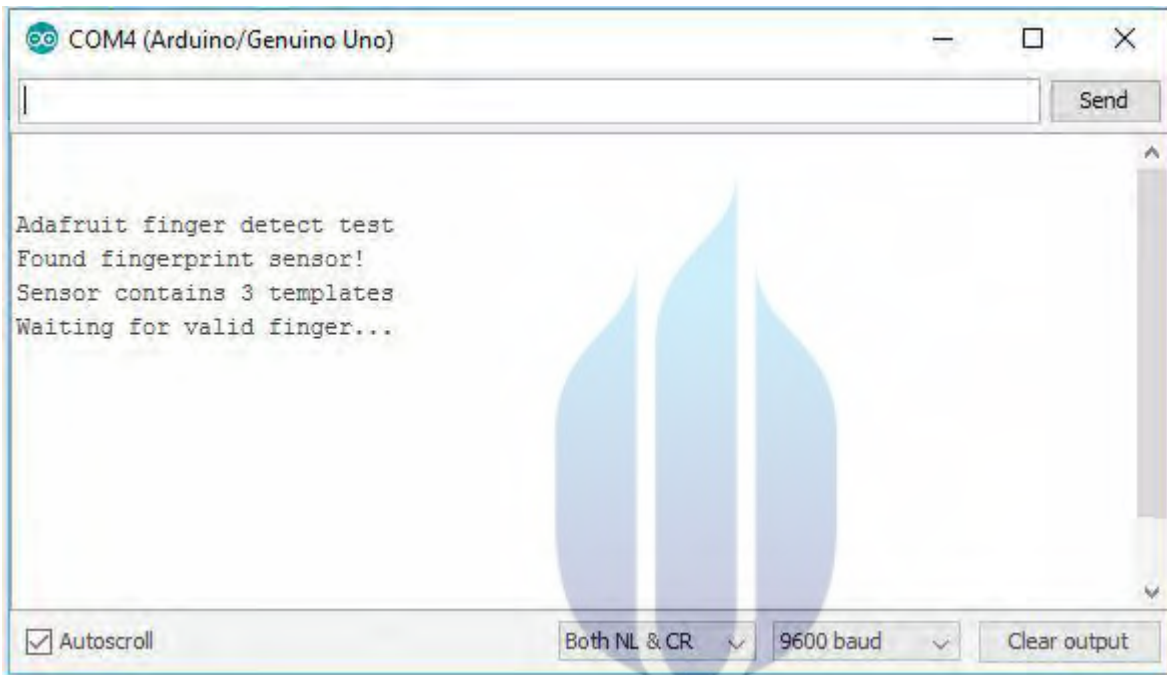 COM4 (Arduino/Genuino Uno)
Send
Adafruit finger detect test
Found fingerprint sensor!
Sensor contains 3 templates
Waiting for valid finger...
Autoscroll
Both NL & CR
9600 baud
Clear output